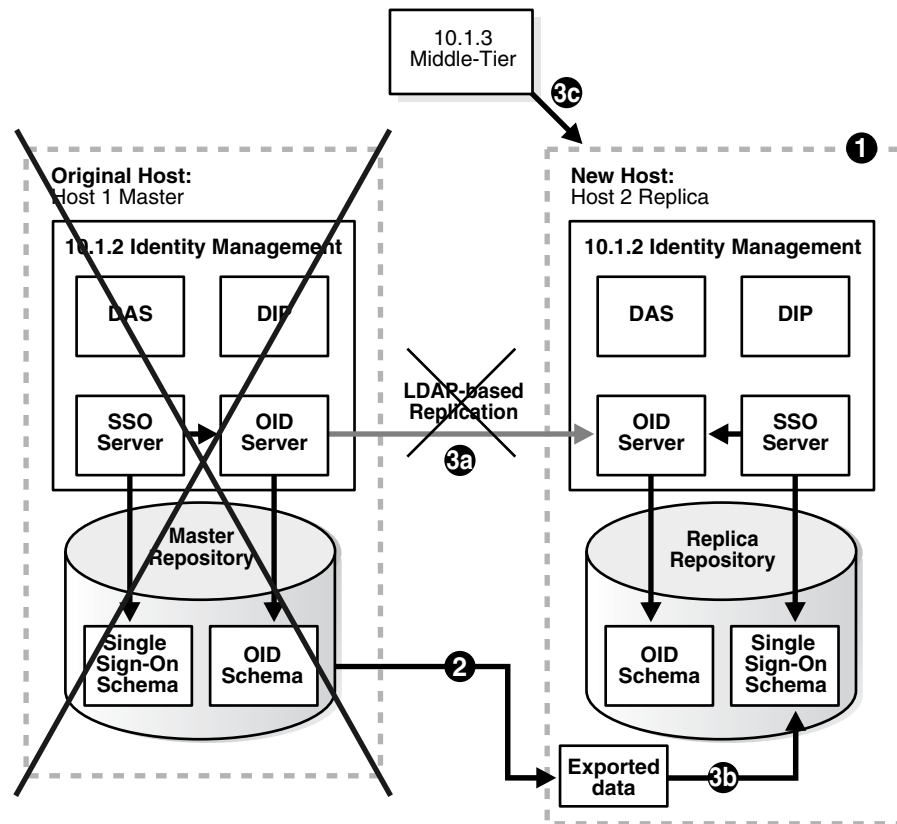 10.1.3
Middle-Tier
3c
1
Original Host:
Host 1 Master
10.1.2 Identity Management
DAS
DIP
SSO
Server
OID
Server
LDAP-based
Replication
3a
New Host:
Host 2 Replica
10.1.2 Identity Management
DAS
DIP
OID
Server
SSO
Server
Master
Repository
Single
Sign-On
Schema
OID
Schema
2
Replica
Repository
OID
Schema
Single
Sign-On
Schema
Exported
data
3b